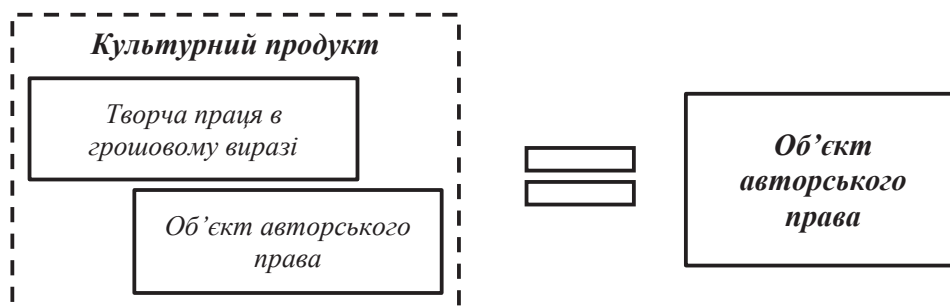 Культурний продукт
Творча праця в
грошовому виразі
Об’єкт авторського
права
Об’єкт
авторського
права